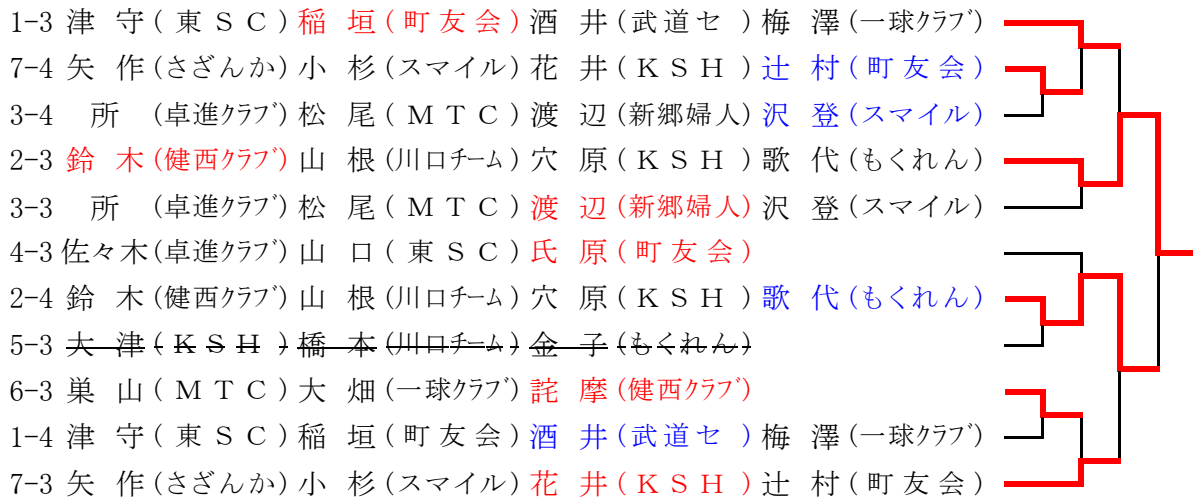 1-3 津 守 (東SC) 稲 垣 (町友会) 酒 井 (武道セ) 梅 澤 (一球ｸﾗﾌﾞ)
7-4 矢 作 (さざんか) 小 杉 (スマイル) 花 井 (KSH) 辻 村 (町友会)
3-4 所 (卓進ｸﾗﾌﾞ) 松 尾 (MTC) 渡 辺 (新郷婦人) 沢 登 (スマイル)
2-3 鈴 木 (健西ｸﾗﾌﾞ) 山 根 (川口ﾁｰﾑ) 穴 原 (KSH) 歌 代 (もくれん)
3-3 所 (卓進ｸﾗﾌﾞ) 松 尾 (MTC) 渡 辺 (新郷婦人) 沢 登 (スマイル)
4-3 佐々木 (卓進ｸﾗﾌﾞ) 山 口 (東SC) 氏 原 (町友会)
2-4 鈴 木 (健西ｸﾗﾌﾞ) 山 根 (川口ﾁｰﾑ) 穴 原 (KSH) 歌 代 (もくれん)
5-3 大 津 (KSH) 橋 本 (川口ﾁｰﾑ) 金 子 (もくれん)
6-3 巣 山 (MTC) 大 畑 (一球ｸﾗﾌﾞ) 詫 摩 (健西ｸﾗﾌﾞ)
1-4 津 守 (東SC) 稲 垣 (町友会) 酒 井 (武道セ) 梅 澤 (一球ｸﾗﾌﾞ)
7-3 矢 作 (さざんか) 小 杉 (スマイル) 花 井 (KSH) 辻 村 (町友会)